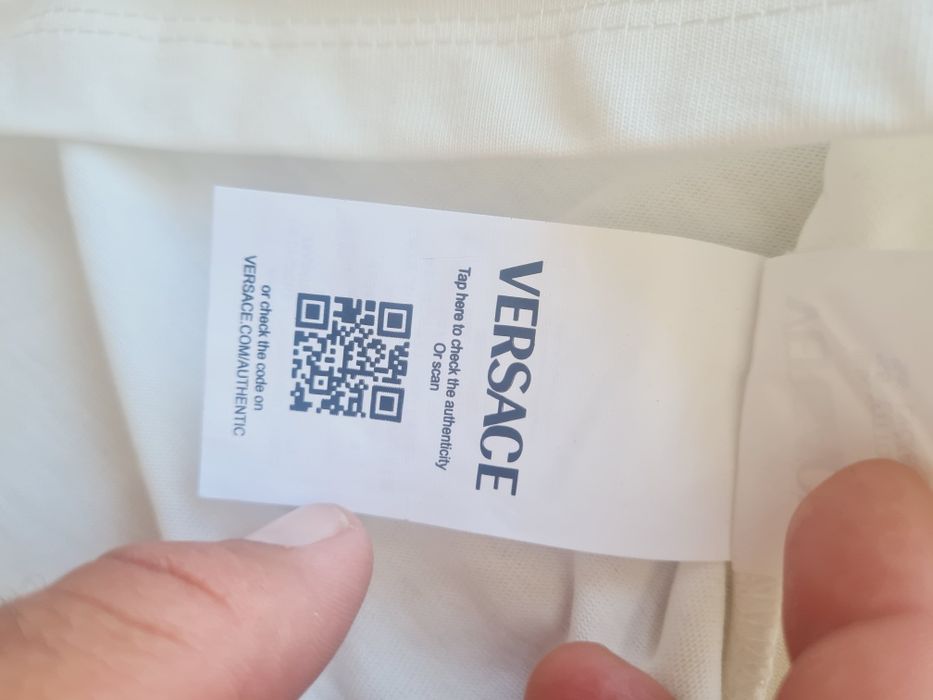 VERSACE
Tap here to check the authenticity
Or scan
or check the code on
VERSACE.COM/AUTHENTIC